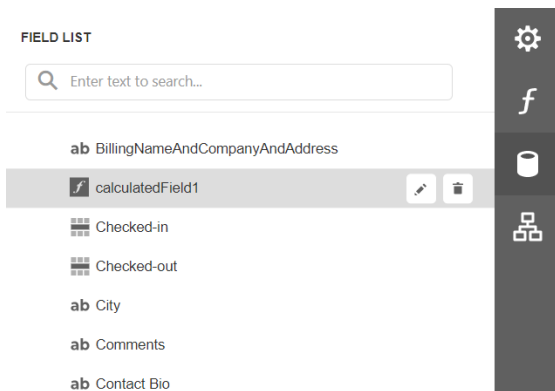 FIELD LIST
Enter text to search...
ab BillingNameAndCompanyAndAddress
f calculatedField1
Checked-in
Checked-out
ab City
ab Comments
ab Contact Bio
f